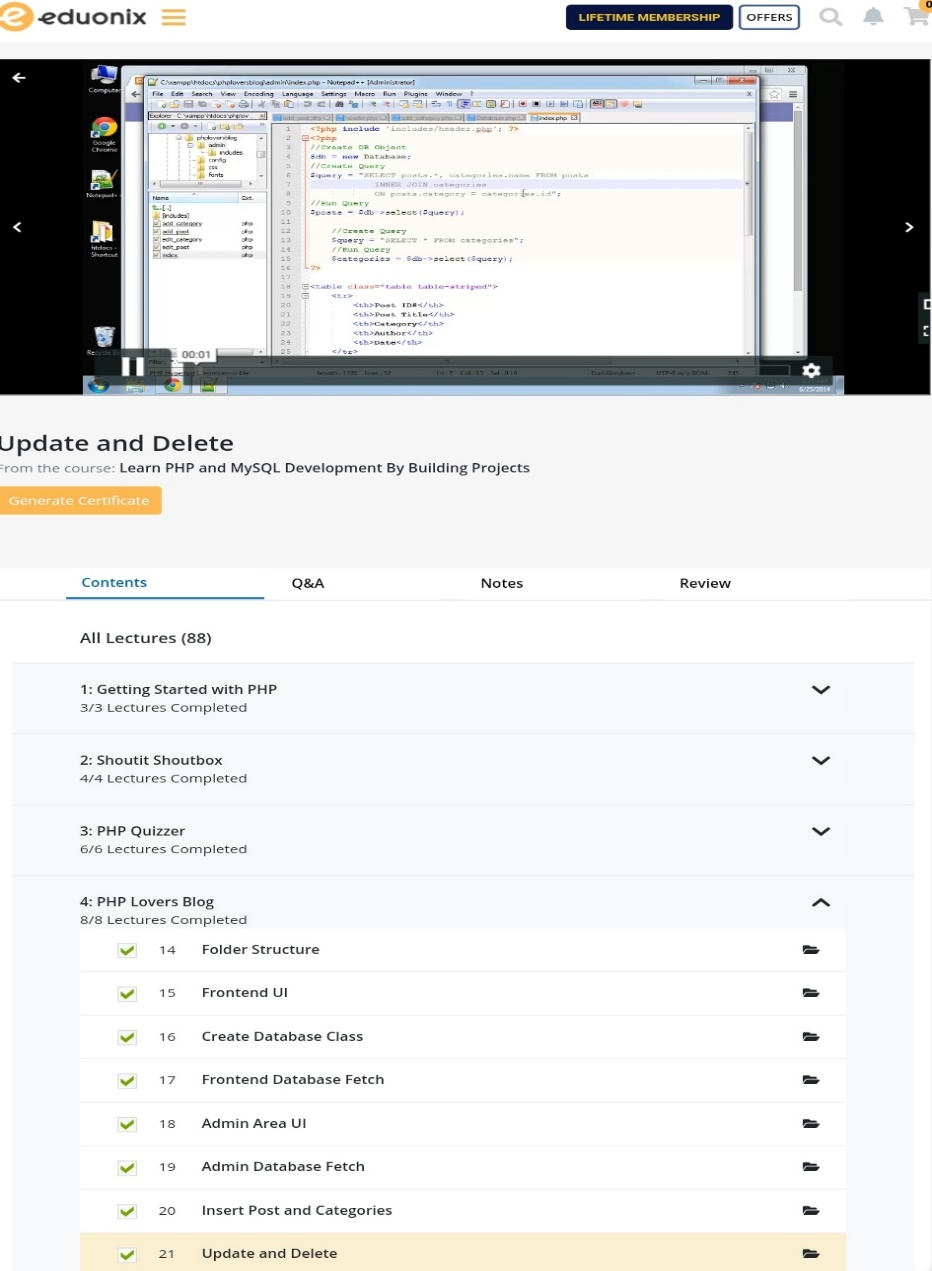 eduonix
LIFETIME MEMBERSHIP
OFFERS
0
Computer
Google
Chrome
Notepad++
htdocs -
Shortcut
C:\xampp\htdocs\phploversblog\admin\index.php - Notepad++ [Administrator]
File Edit Search View Encoding Language Settings Macro Run Plugins Window ?
phploversblog
admin
includes
config
css
fonts
Name Ext.
[..]
[includes]
add_category php
add_post php
edit_category php
edit_post php
index php
index.php
1 <?php include 'includes/header.php'; ?>
2 <?php
3 //Create DB Object
4 $db = new Database;
5 //Create Query
6 $query = "SELECT posts.*, categories.name FROM posts
7 INNER JOIN categories
8 ON posts.category = categories.id";
9 //Run Query
10 $posts = $db->select($query);
11
12 //Create Query
13 $query = "SELECT * FROM categories";
14 //Run Query
15 $categories = $db->select($query);
16 ?>
17
18 <table class="table table-striped">
19 <tr>
20 <th>Post ID#</th>
21 <th>Post Title</th>
22 <th>Category</th>
23 <th>Author</th>
24 <th>Date</th>
25 </tr>
00:01
6/25/2014
Update and Delete
From the course: Learn PHP and MySQL Development By Building Projects
Generate Certificate
Contents
Q&A
Notes
Review
All Lectures (88)
1: Getting Started with PHP
3/3 Lectures Completed
2: Shoutit Shoutbox
4/4 Lectures Completed
3: PHP Quizzer
6/6 Lectures Completed
4: PHP Lovers Blog
8/8 Lectures Completed
14 Folder Structure
15 Frontend UI
16 Create Database Class
17 Frontend Database Fetch
18 Admin Area UI
19 Admin Database Fetch
20 Insert Post and Categories
21 Update and Delete